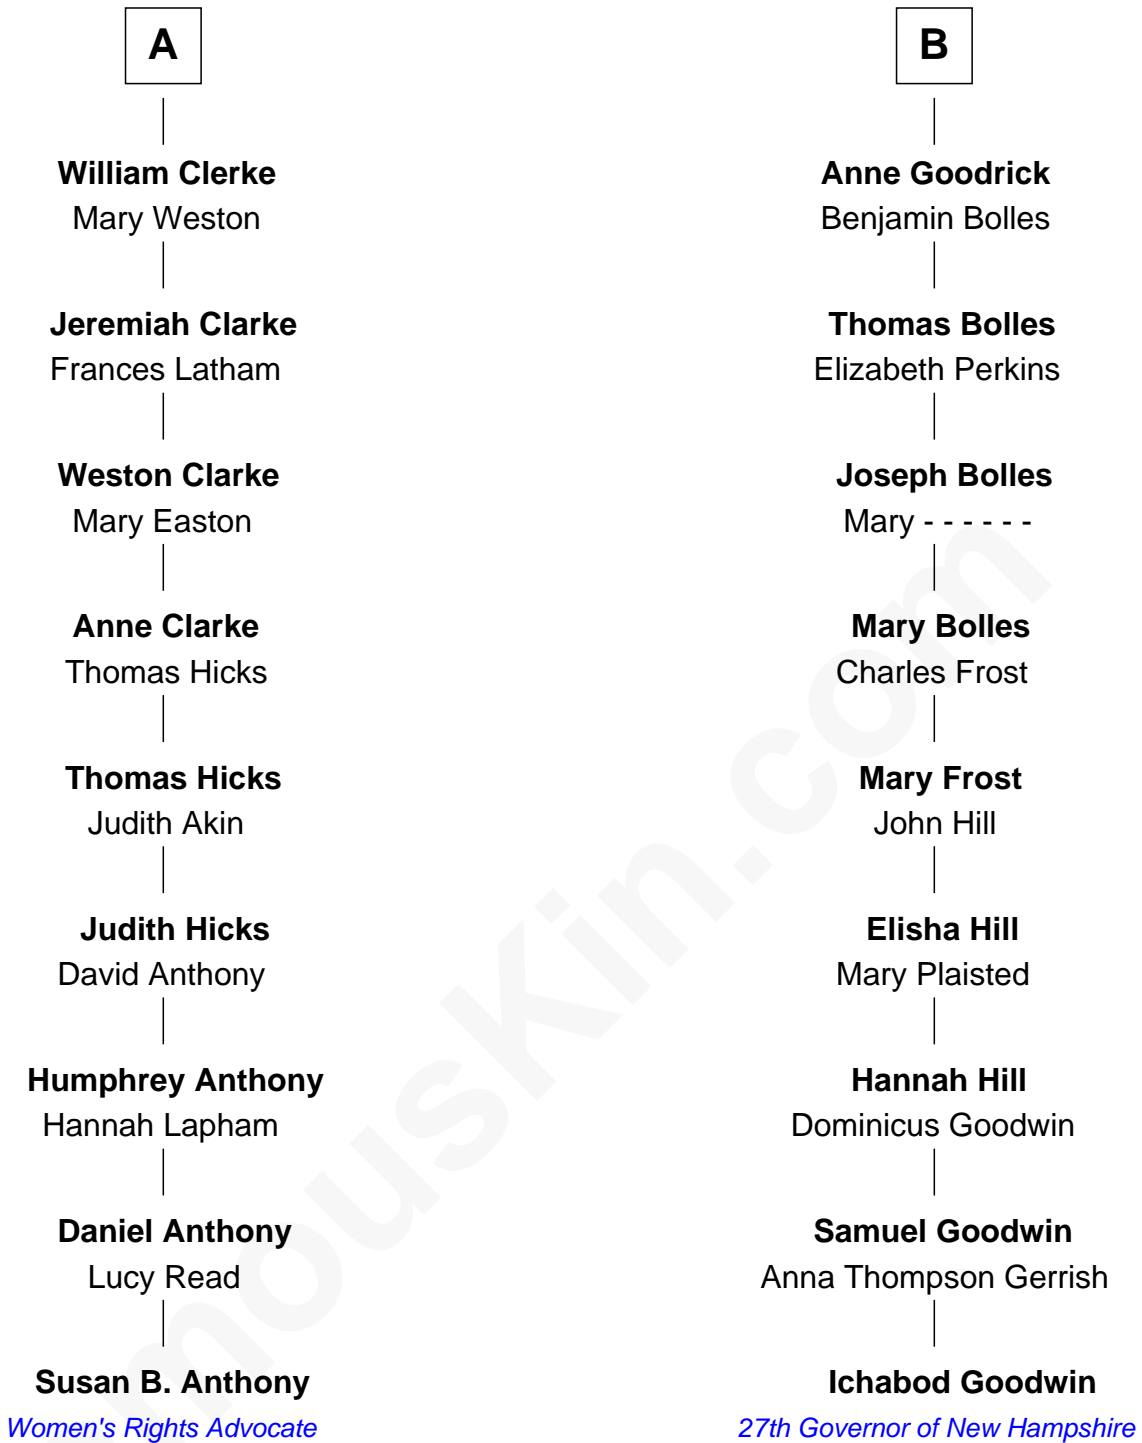 A
William Clerke
Mary Weston
Jeremiah Clarke
Frances Latham
Weston Clarke
Mary Easton
Anne Clarke
Thomas Hicks
Thomas Hicks
Judith Akin
Judith Hicks
David Anthony
Humphrey Anthony
Hannah Lapham
Daniel Anthony
Lucy Read
Susan B. Anthony
Women's Rights Advocate
B
Anne Goodrick
Benjamin Bolles
Thomas Bolles
Elizabeth Perkins
Joseph Bolles
Mary - - - - - -
Mary Bolles
Charles Frost
Mary Frost
John Hill
Elisha Hill
Mary Plaisted
Hannah Hill
Dominicus Goodwin
Samuel Goodwin
Anna Thompson Gerrish
Ichabod Goodwin
27th Governor of New Hampshire
mousKin.com